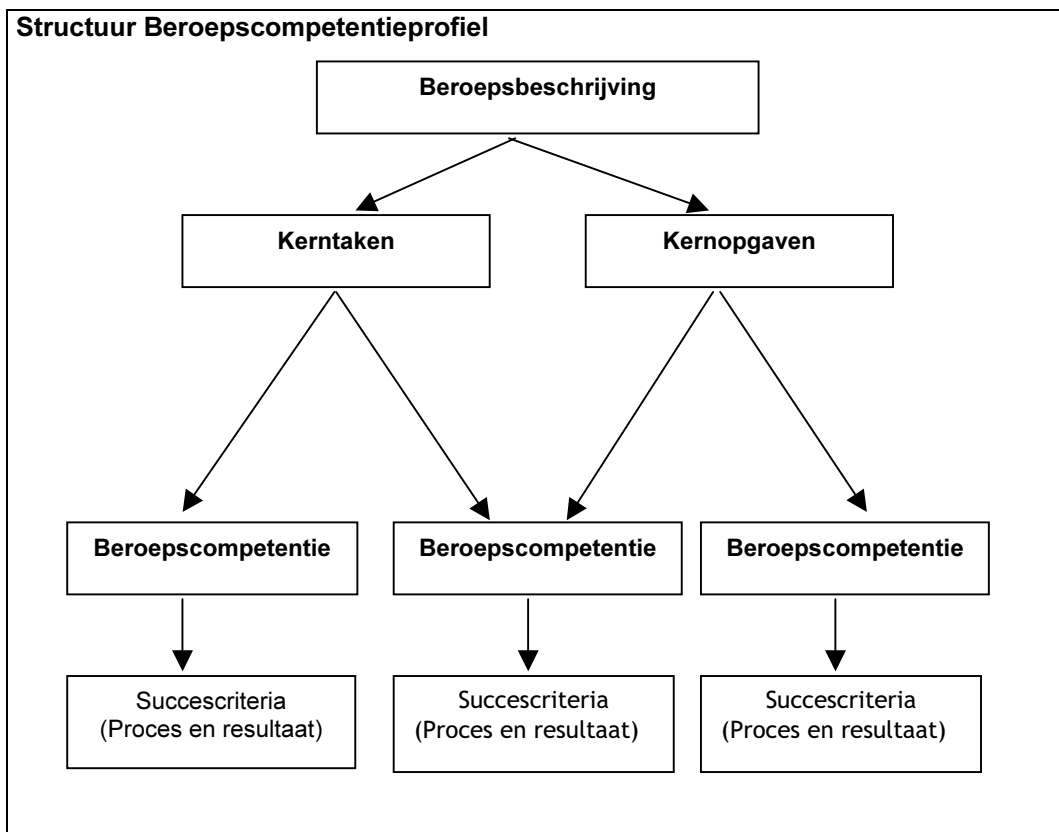 Structuur Beroepscompetentieprofiel
Beroepsbeschrijving
Kerntaken
Kernopgaven
Beroepscompetentie
Beroepscompetentie
Beroepscompetentie
Succescriteria
(Proces en resultaat)
Succescriteria
(Proces en resultaat)
Succescriteria
(Proces en resultaat)